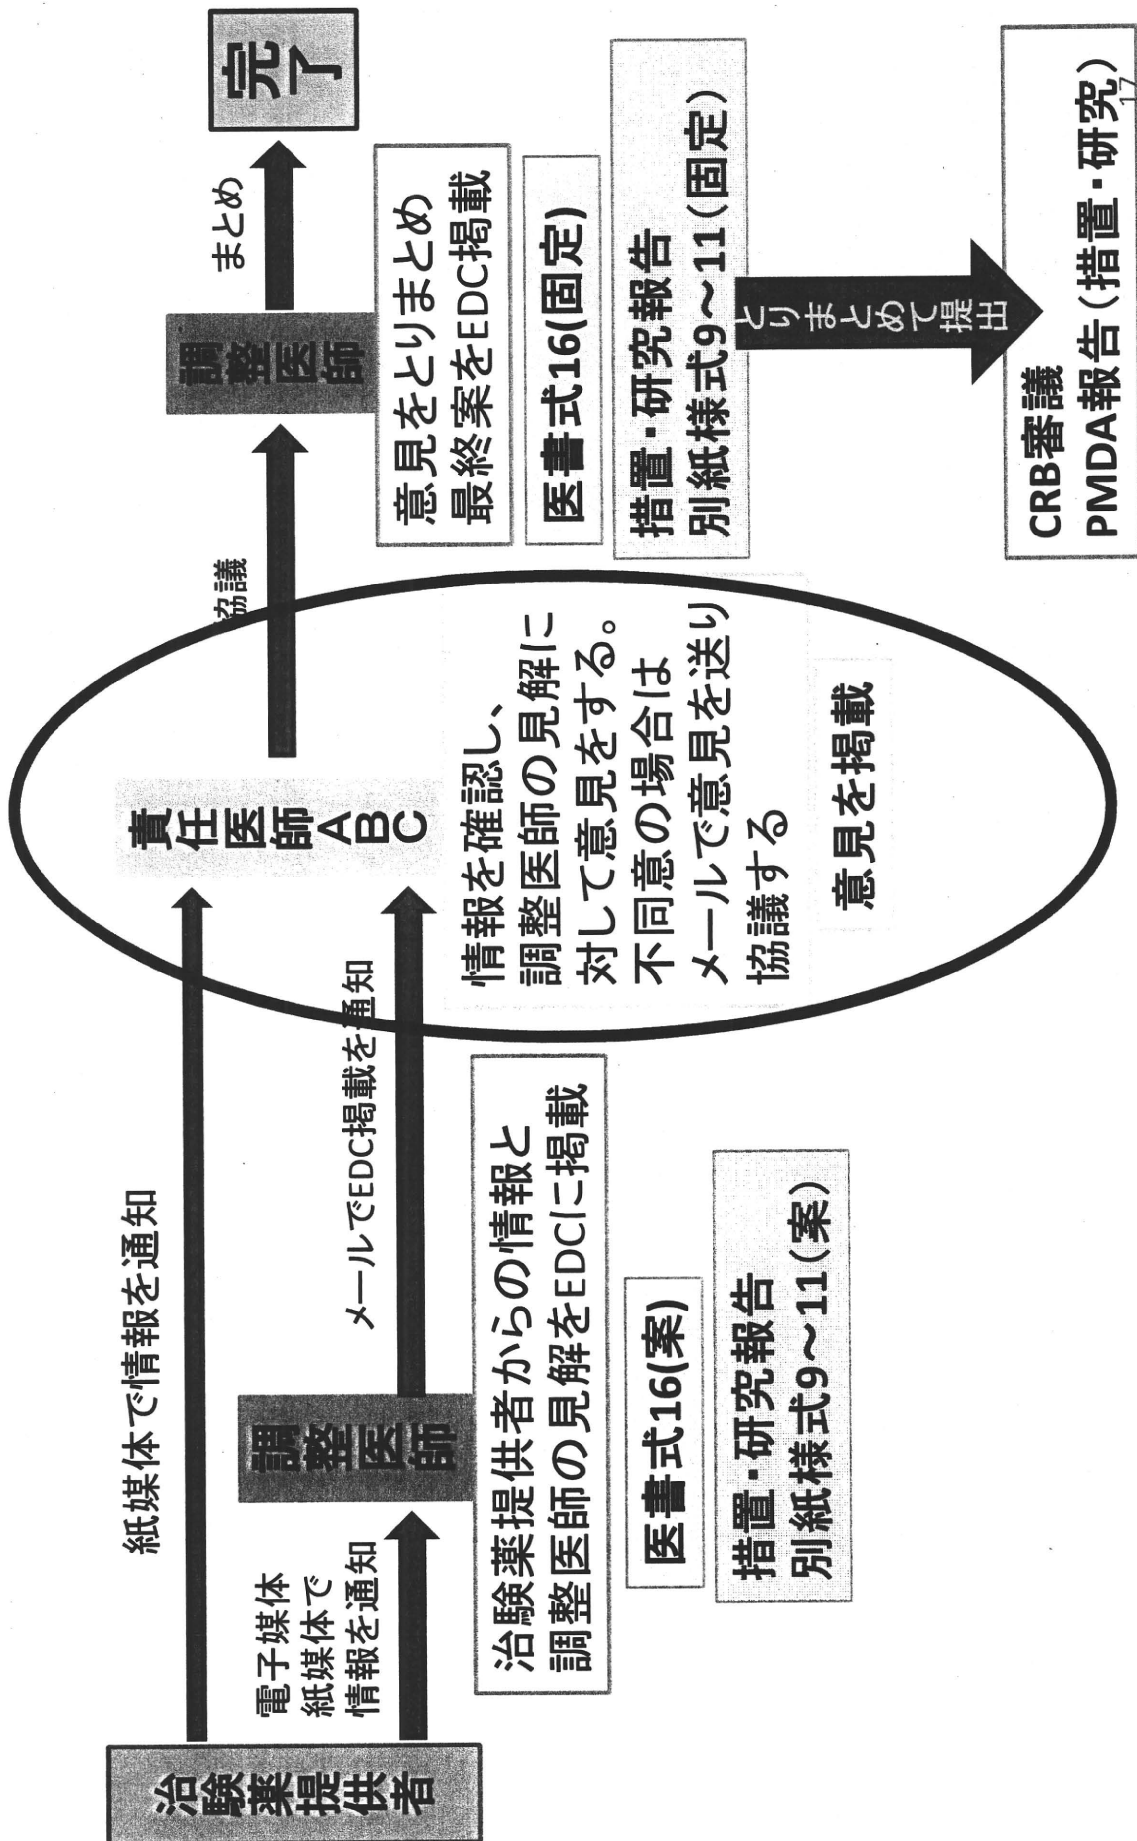 治験薬提供者
紙媒体で情報を通知
電子媒体
紙媒体で
情報を通知
調整医師
治験薬提供者からの情報と
調整医師の見解をEDCに掲載
医書式16(案)
措置・研究報告
別紙様式9～11(案)
メールでEDC掲載を通知
責任医師ABC
情報を確認し、
調整医師の見解に
対して意見をする。
不同意の場合は
メールで意見を送り
協議する
意見を掲載
協議
調整医師
意見をとりまとめ
最終案をEDC掲載
医書式16(固定)
措置・研究報告
別紙様式9～11(固定)
まとめ
完了
とりまとめて提出
CRB審議
PMDA報告(措置・研究)
17